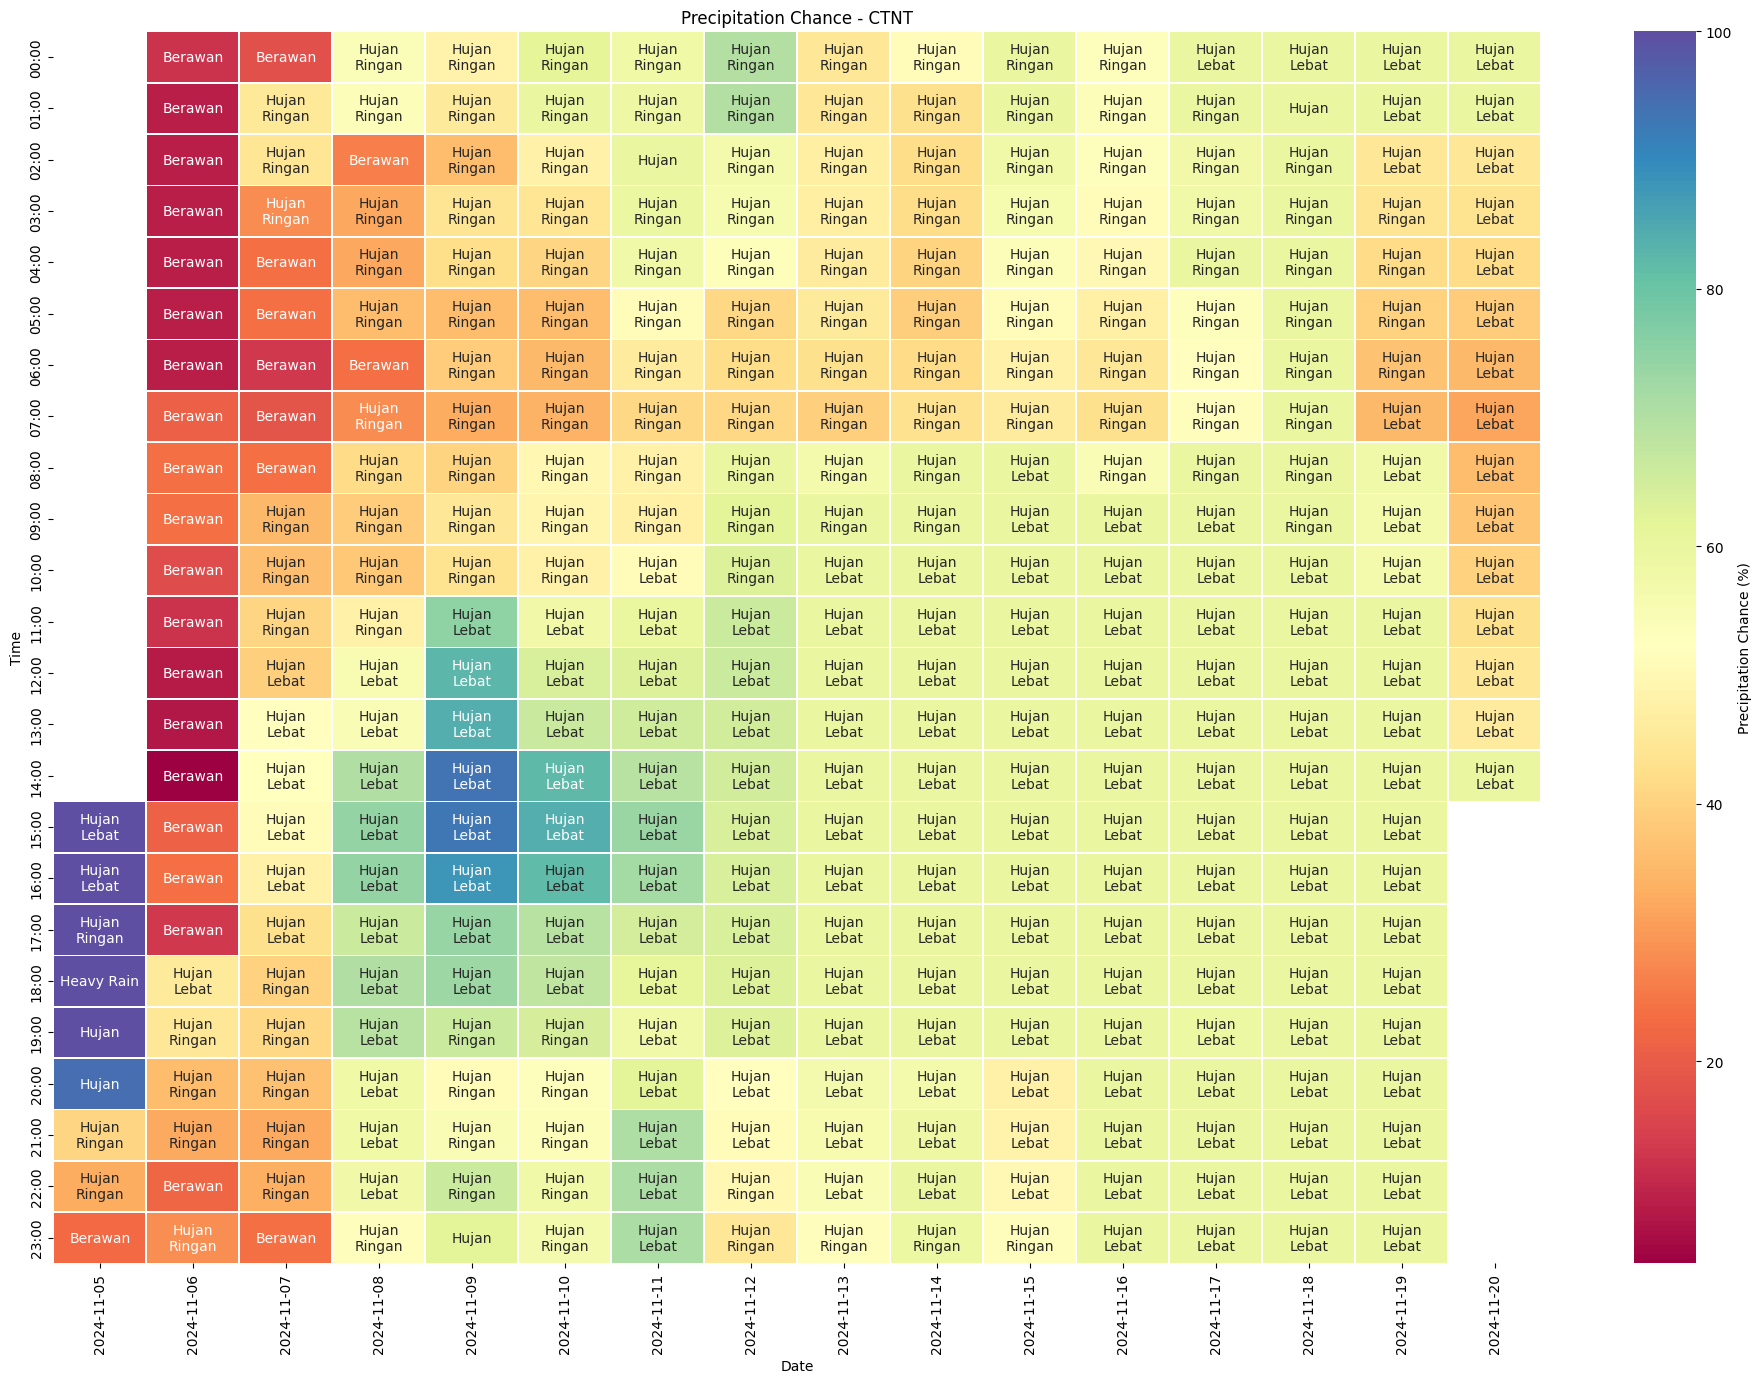 Precipitation Chance - CTNT
00:00 Berawan Berawan Hujan Ringan Hujan Ringan Hujan Ringan Hujan Ringan Hujan Ringan Hujan Ringan Hujan Ringan Hujan Ringan Hujan Ringan Hujan Lebat Hujan Lebat Hujan Lebat Hujan Lebat
01:00 Berawan Hujan Ringan Hujan Ringan Hujan Ringan Hujan Ringan Hujan Ringan Hujan Ringan Hujan Ringan Hujan Ringan Hujan Ringan Hujan Ringan Hujan Ringan Hujan Hujan Lebat Hujan Lebat
02:00 Berawan Hujan Ringan Berawan Hujan Ringan Hujan Ringan Hujan Hujan Ringan Hujan Ringan Hujan Ringan Hujan Ringan Hujan Ringan Hujan Ringan Hujan Ringan Hujan Lebat Hujan Lebat
03:00 Berawan Hujan Ringan Hujan Ringan Hujan Ringan Hujan Ringan Hujan Ringan Hujan Ringan Hujan Ringan Hujan Ringan Hujan Ringan Hujan Ringan Hujan Ringan Hujan Ringan Hujan Ringan Hujan Lebat
04:00 Berawan Berawan Hujan Ringan Hujan Ringan Hujan Ringan Hujan Ringan Hujan Ringan Hujan Ringan Hujan Ringan Hujan Ringan Hujan Ringan Hujan Ringan Hujan Ringan Hujan Ringan Hujan Lebat
05:00 Berawan Berawan Hujan Ringan Hujan Ringan Hujan Ringan Hujan Ringan Hujan Ringan Hujan Ringan Hujan Ringan Hujan Ringan Hujan Ringan Hujan Ringan Hujan Ringan Hujan Ringan Hujan Lebat
06:00 Berawan Berawan Berawan Hujan Ringan Hujan Ringan Hujan Ringan Hujan Ringan Hujan Ringan Hujan Ringan Hujan Ringan Hujan Ringan Hujan Ringan Hujan Ringan Hujan Ringan Hujan Lebat
07:00 Berawan Berawan Hujan Ringan Hujan Ringan Hujan Ringan Hujan Ringan Hujan Ringan Hujan Ringan Hujan Ringan Hujan Ringan Hujan Ringan Hujan Ringan Hujan Ringan Hujan Lebat Hujan Lebat
08:00 Berawan Berawan Hujan Ringan Hujan Ringan Hujan Ringan Hujan Ringan Hujan Ringan Hujan Ringan Hujan Ringan Hujan Lebat Hujan Ringan Hujan Ringan Hujan Ringan Hujan Lebat Hujan Lebat
09:00 Berawan Hujan Ringan Hujan Ringan Hujan Ringan Hujan Ringan Hujan Ringan Hujan Ringan Hujan Ringan Hujan Ringan Hujan Lebat Hujan Lebat Hujan Lebat Hujan Ringan Hujan Lebat Hujan Lebat
10:00 Berawan Hujan Ringan Hujan Ringan Hujan Ringan Hujan Ringan Hujan Lebat Hujan Ringan Hujan Lebat Hujan Lebat Hujan Lebat Hujan Lebat Hujan Lebat Hujan Lebat Hujan Lebat Hujan Lebat
11:00 Berawan Hujan Ringan Hujan Ringan Hujan Lebat Hujan Lebat Hujan Lebat Hujan Lebat Hujan Lebat Hujan Lebat Hujan Lebat Hujan Lebat Hujan Lebat Hujan Lebat Hujan Lebat Hujan Lebat
12:00 Berawan Hujan Lebat Hujan Lebat Hujan Lebat Hujan Lebat Hujan Lebat Hujan Lebat Hujan Lebat Hujan Lebat Hujan Lebat Hujan Lebat Hujan Lebat Hujan Lebat Hujan Lebat Hujan Lebat
13:00 Berawan Hujan Lebat Hujan Lebat Hujan Lebat Hujan Lebat Hujan Lebat Hujan Lebat Hujan Lebat Hujan Lebat Hujan Lebat Hujan Lebat Hujan Lebat Hujan Lebat Hujan Lebat Hujan Lebat
14:00 Berawan Hujan Lebat Hujan Lebat Hujan Lebat Hujan Lebat Hujan Lebat Hujan Lebat Hujan Lebat Hujan Lebat Hujan Lebat Hujan Lebat Hujan Lebat Hujan Lebat Hujan Lebat Hujan Lebat
15:00 Hujan Lebat Berawan Hujan Lebat Hujan Lebat Hujan Lebat Hujan Lebat Hujan Lebat Hujan Lebat Hujan Lebat Hujan Lebat Hujan Lebat Hujan Lebat Hujan Lebat Hujan Lebat Hujan Lebat
16:00 Hujan Lebat Berawan Hujan Lebat Hujan Lebat Hujan Lebat Hujan Lebat Hujan Lebat Hujan Lebat Hujan Lebat Hujan Lebat Hujan Lebat Hujan Lebat Hujan Lebat Hujan Lebat Hujan Lebat
17:00 Hujan Ringan Berawan Hujan Lebat Hujan Lebat Hujan Lebat Hujan Lebat Hujan Lebat Hujan Lebat Hujan Lebat Hujan Lebat Hujan Lebat Hujan Lebat Hujan Lebat Hujan Lebat Hujan Lebat
18:00 Heavy Rain Hujan Lebat Hujan Ringan Hujan Lebat Hujan Lebat Hujan Lebat Hujan Lebat Hujan Lebat Hujan Lebat Hujan Lebat Hujan Lebat Hujan Lebat Hujan Lebat Hujan Lebat Hujan Lebat
19:00 Hujan Hujan Ringan Hujan Ringan Hujan Lebat Hujan Ringan Hujan Ringan Hujan Lebat Hujan Lebat Hujan Lebat Hujan Lebat Hujan Lebat Hujan Lebat Hujan Lebat Hujan Lebat Hujan Lebat
20:00 Hujan Hujan Ringan Hujan Ringan Hujan Lebat Hujan Ringan Hujan Ringan Hujan Lebat Hujan Lebat Hujan Lebat Hujan Lebat Hujan Lebat Hujan Lebat Hujan Lebat Hujan Lebat Hujan Lebat
21:00 Hujan Ringan Hujan Ringan Hujan Ringan Hujan Lebat Hujan Ringan Hujan Ringan Hujan Lebat Hujan Lebat Hujan Lebat Hujan Lebat Hujan Lebat Hujan Lebat Hujan Lebat Hujan Lebat Hujan Lebat
22:00 Hujan Ringan Berawan Hujan Ringan Hujan Lebat Hujan Ringan Hujan Ringan Hujan Lebat Hujan Ringan Hujan Lebat Hujan Lebat Hujan Lebat Hujan Lebat Hujan Lebat Hujan Lebat Hujan Lebat
23:00 Berawan Hujan Ringan Berawan Hujan Ringan Hujan Hujan Ringan Hujan Lebat Hujan Ringan Hujan Ringan Hujan Ringan Hujan Ringan Hujan Lebat Hujan Lebat Hujan Lebat Hujan Lebat
Time
2024-11-05 2024-11-06 2024-11-07 2024-11-08 2024-11-09 2024-11-10 2024-11-11 2024-11-12 2024-11-13 2024-11-14 2024-11-15 2024-11-16 2024-11-17 2024-11-18 2024-11-19 2024-11-20
Date
100
80
60
40
20
Precipitation Chance (%)